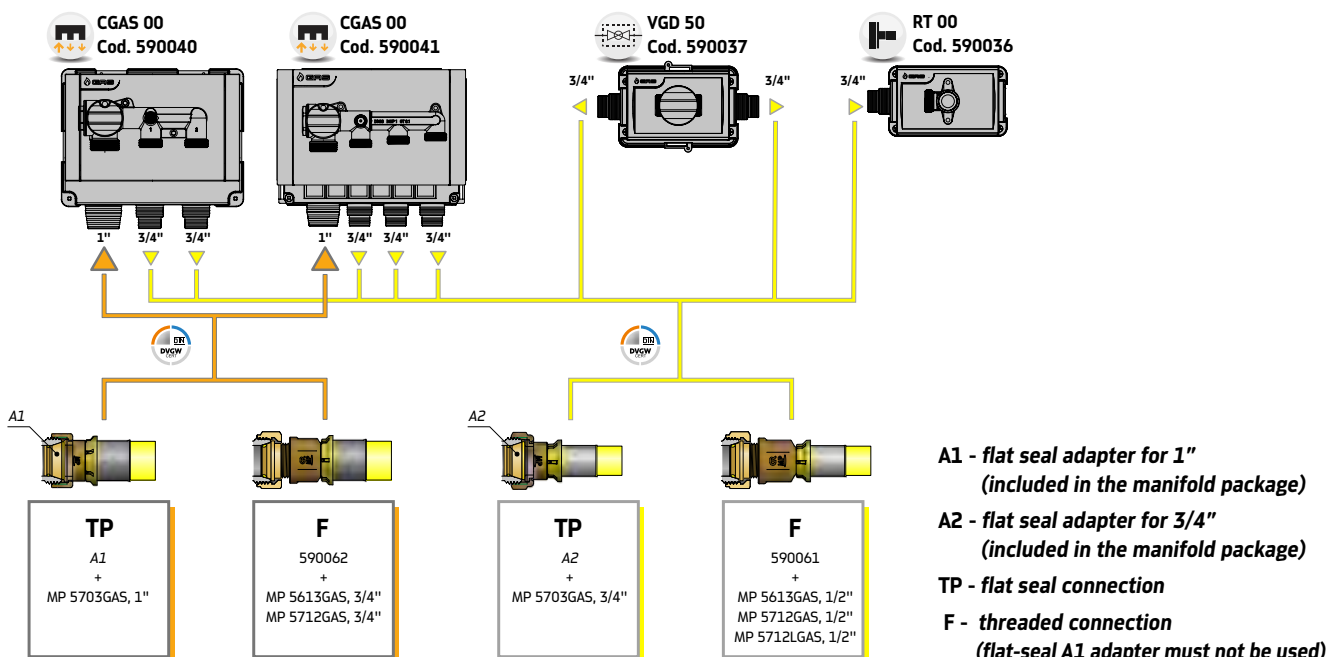 CGAS 00
Cod. 590040
CGAS 00
Cod. 590041
VGD 50
Cod. 590037
RT 00
Cod. 590036
3/4"
3/4"
3/4"
1"
3/4"
3/4"
1"
3/4"
3/4"
3/4"
DVGW
CERT
DVGW
CERT
A1
A2
TP
A1
+
MP 5703GAS, 1"
F
590062
+
MP 5613GAS, 3/4"
MP 5712GAS, 3/4"
TP
A2
+
MP 5703GAS, 3/4"
F
590061
+
MP 5613GAS, 1/2"
MP 5712GAS, 1/2"
MP 5712LGAS, 1/2"
A1 - flat seal adapter for 1”
(included in the manifold package)
A2 - flat seal adapter for 3/4”
(included in the manifold package)
TP - flat seal connection
F - threaded connection
(flat-seal A1 adapter must not be used)